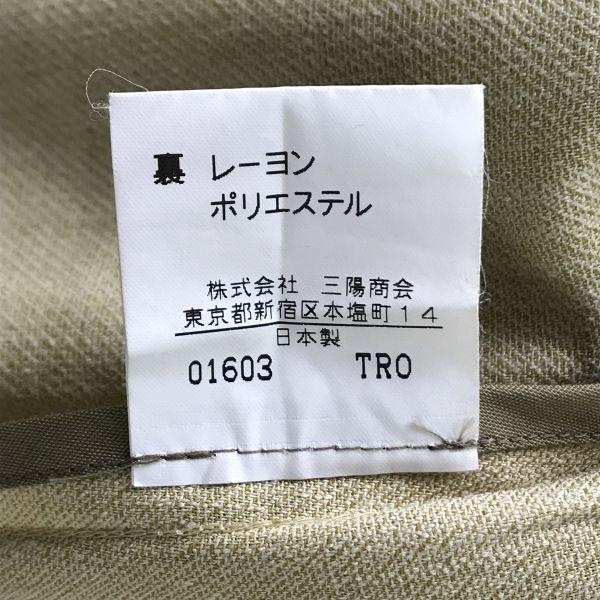 裏 レーヨン
ポリエステル
株式会社 三陽商会
東京都新宿区本塩町14
日本製
01603 TRO